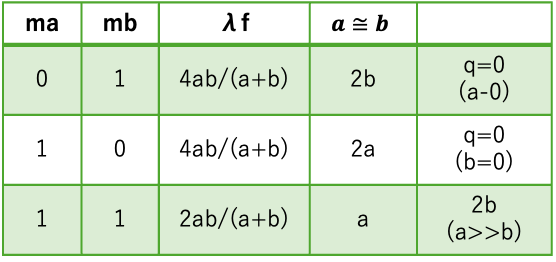 ma mb λf a ≅ b
0 1 4ab/(a+b) 2b q=0
(a-0)
1 0 4ab/(a+b) 2a q=0
(b=0)
1 1 2ab/(a+b) a 2b
(a>>b)